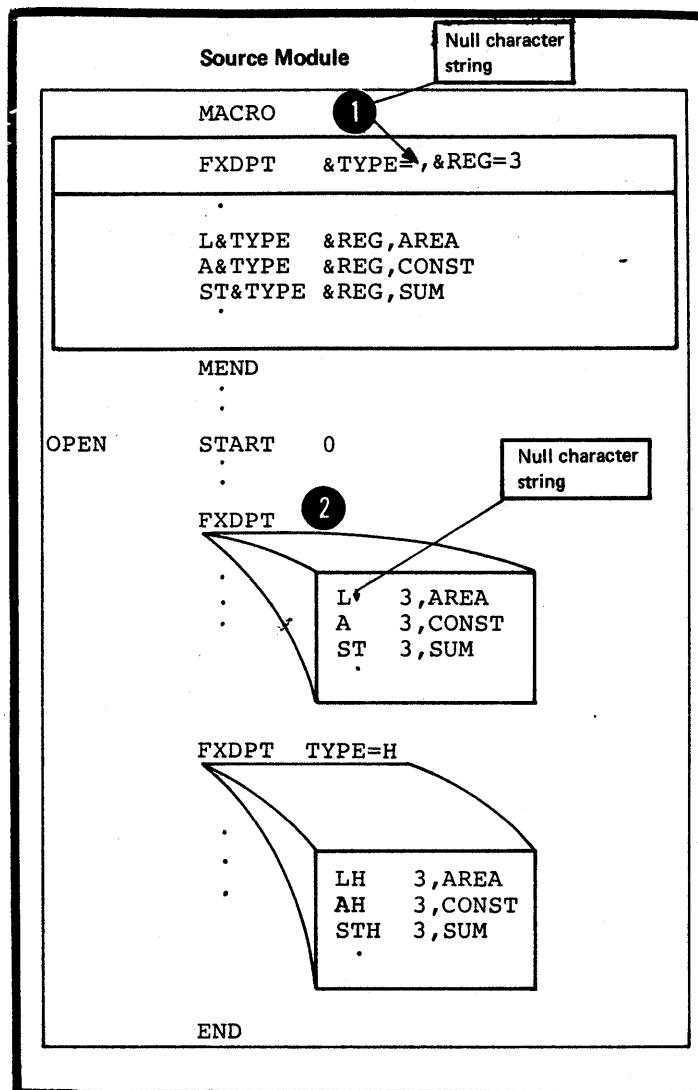 Null character
string
Source Module
MACRO 1
FXDPT &TYPE=,&REG=3
.
L&TYPE &REG,AREA
A&TYPE &REG,CONST
ST&TYPE &REG,SUM
.
MEND
.
.
OPEN START 0
.
.
Null character
string
FXDPT 2
L 3,AREA
A 3,CONST
ST 3,SUM
.
.
.
.
FXDPT TYPE=H
.
.
.
LH 3,AREA
AH 3,CONST
STH 3,SUM
.
END